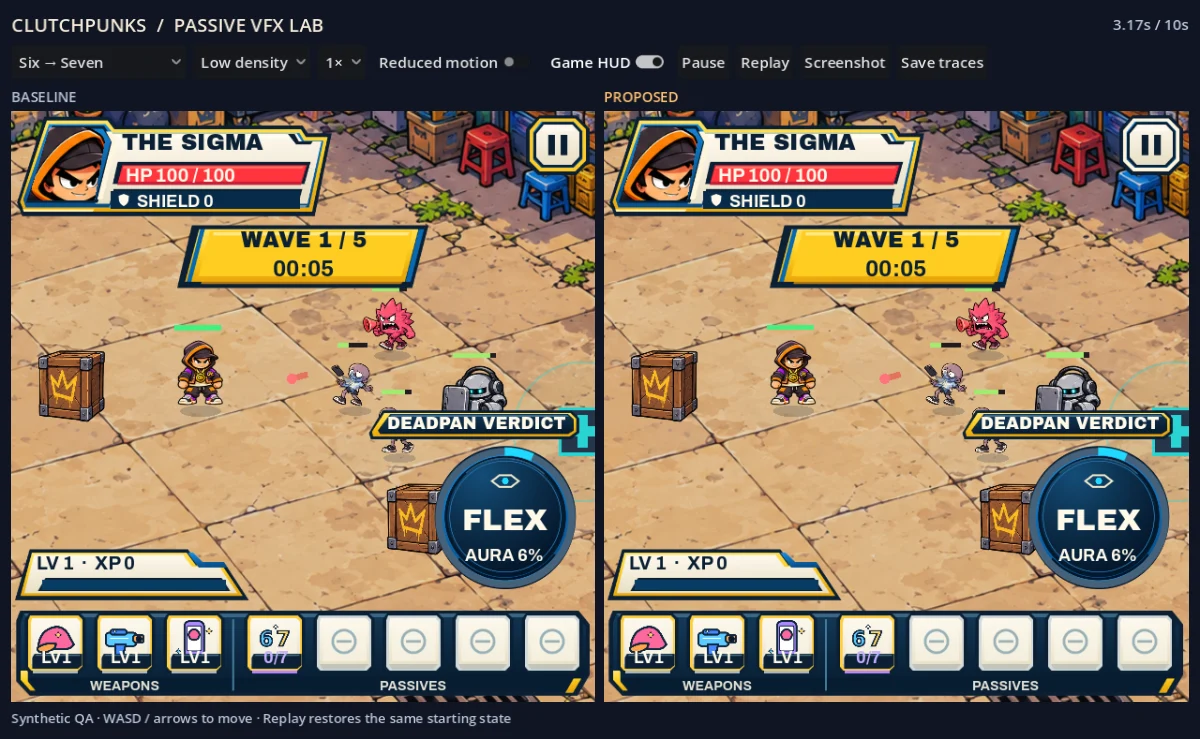 CLUTCHPUNKS / PASSIVE VFX LAB
3.17s / 10s
Six → Seven
Low density
1×
Reduced motion
Game HUD
Pause
Replay
Screenshot
Save traces
BASELINE
THE SIGMA
HP 100 / 100
SHIELD 0
WAVE 1 / 5
00:05
DEADPAN VERDICT
FLEX
AURA 6%
LV 1 · XP 0
LV1
LV1
LV1
67
0/7
WEAPONS
PASSIVES
PROPOSED
THE SIGMA
HP 100 / 100
SHIELD 0
WAVE 1 / 5
00:05
DEADPAN VERDICT
FLEX
AURA 6%
LV 1 · XP 0
LV1
LV1
LV1
67
0/7
WEAPONS
PASSIVES
Synthetic QA · WASD / arrows to move · Replay restores the same starting state